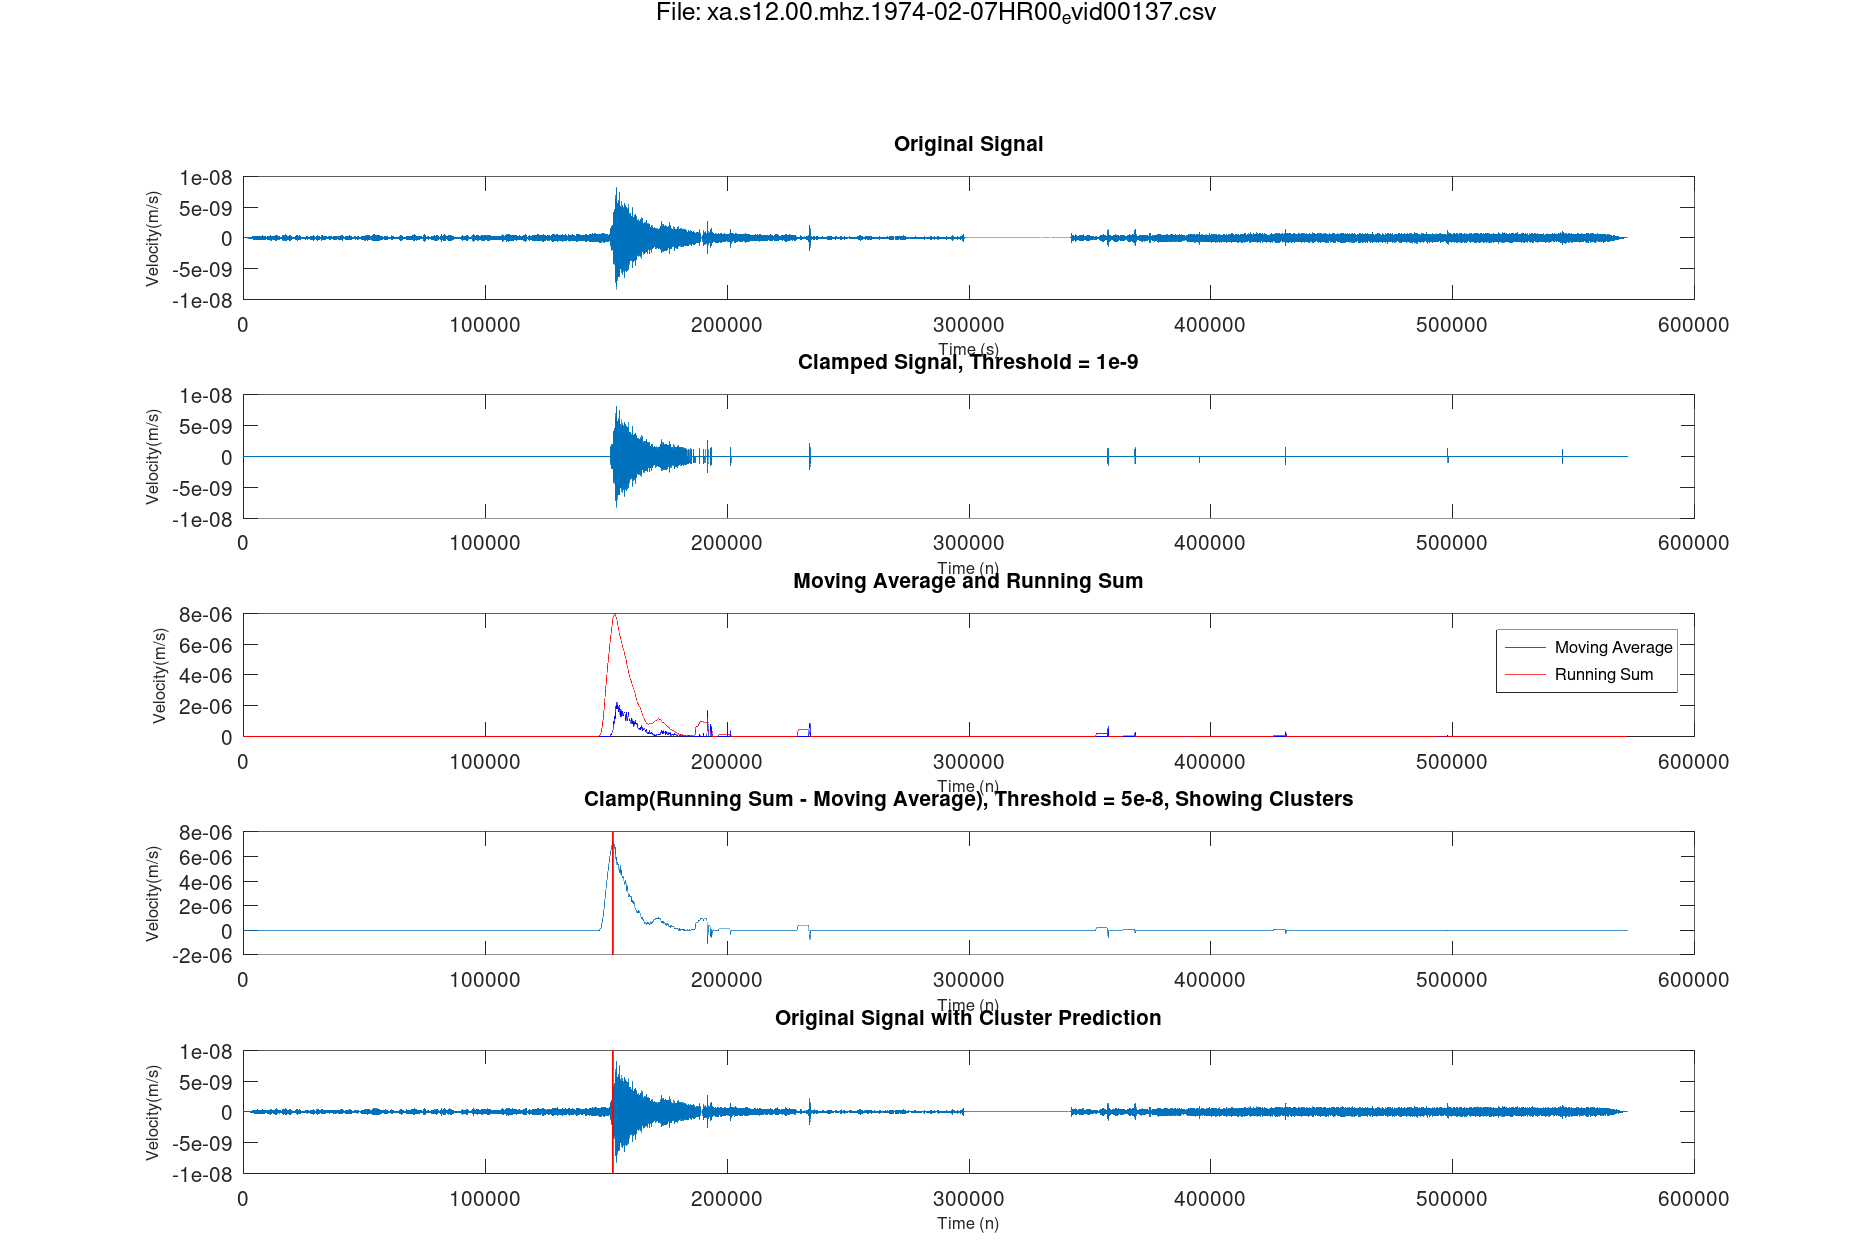 File: xa.s12.00.mhz.1974-02-07HR00evid00137.csv
Original Signal
Velocity(m/s)
1e-08
5e-09
0
-5e-09
-1e-08
0 100000 200000 300000 400000 500000 600000
Time (s)
Clamped Signal, Threshold = 1e-9
Velocity(m/s)
1e-08
5e-09
0
-5e-09
-1e-08
0 100000 200000 300000 400000 500000 600000
Time (n)
Moving Average and Running Sum
Velocity(m/s)
8e-06
6e-06
4e-06
2e-06
0
Moving Average
Running Sum
0 100000 200000 300000 400000 500000 600000
Time (n)
Clamp(Running Sum - Moving Average), Threshold = 5e-8, Showing Clusters
Velocity(m/s)
8e-06
6e-06
4e-06
2e-06
0
-2e-06
0 100000 200000 300000 400000 500000 600000
Time (n)
Original Signal with Cluster Prediction
Velocity(m/s)
1e-08
5e-09
0
-5e-09
-1e-08
0 100000 200000 300000 400000 500000 600000
Time (n)